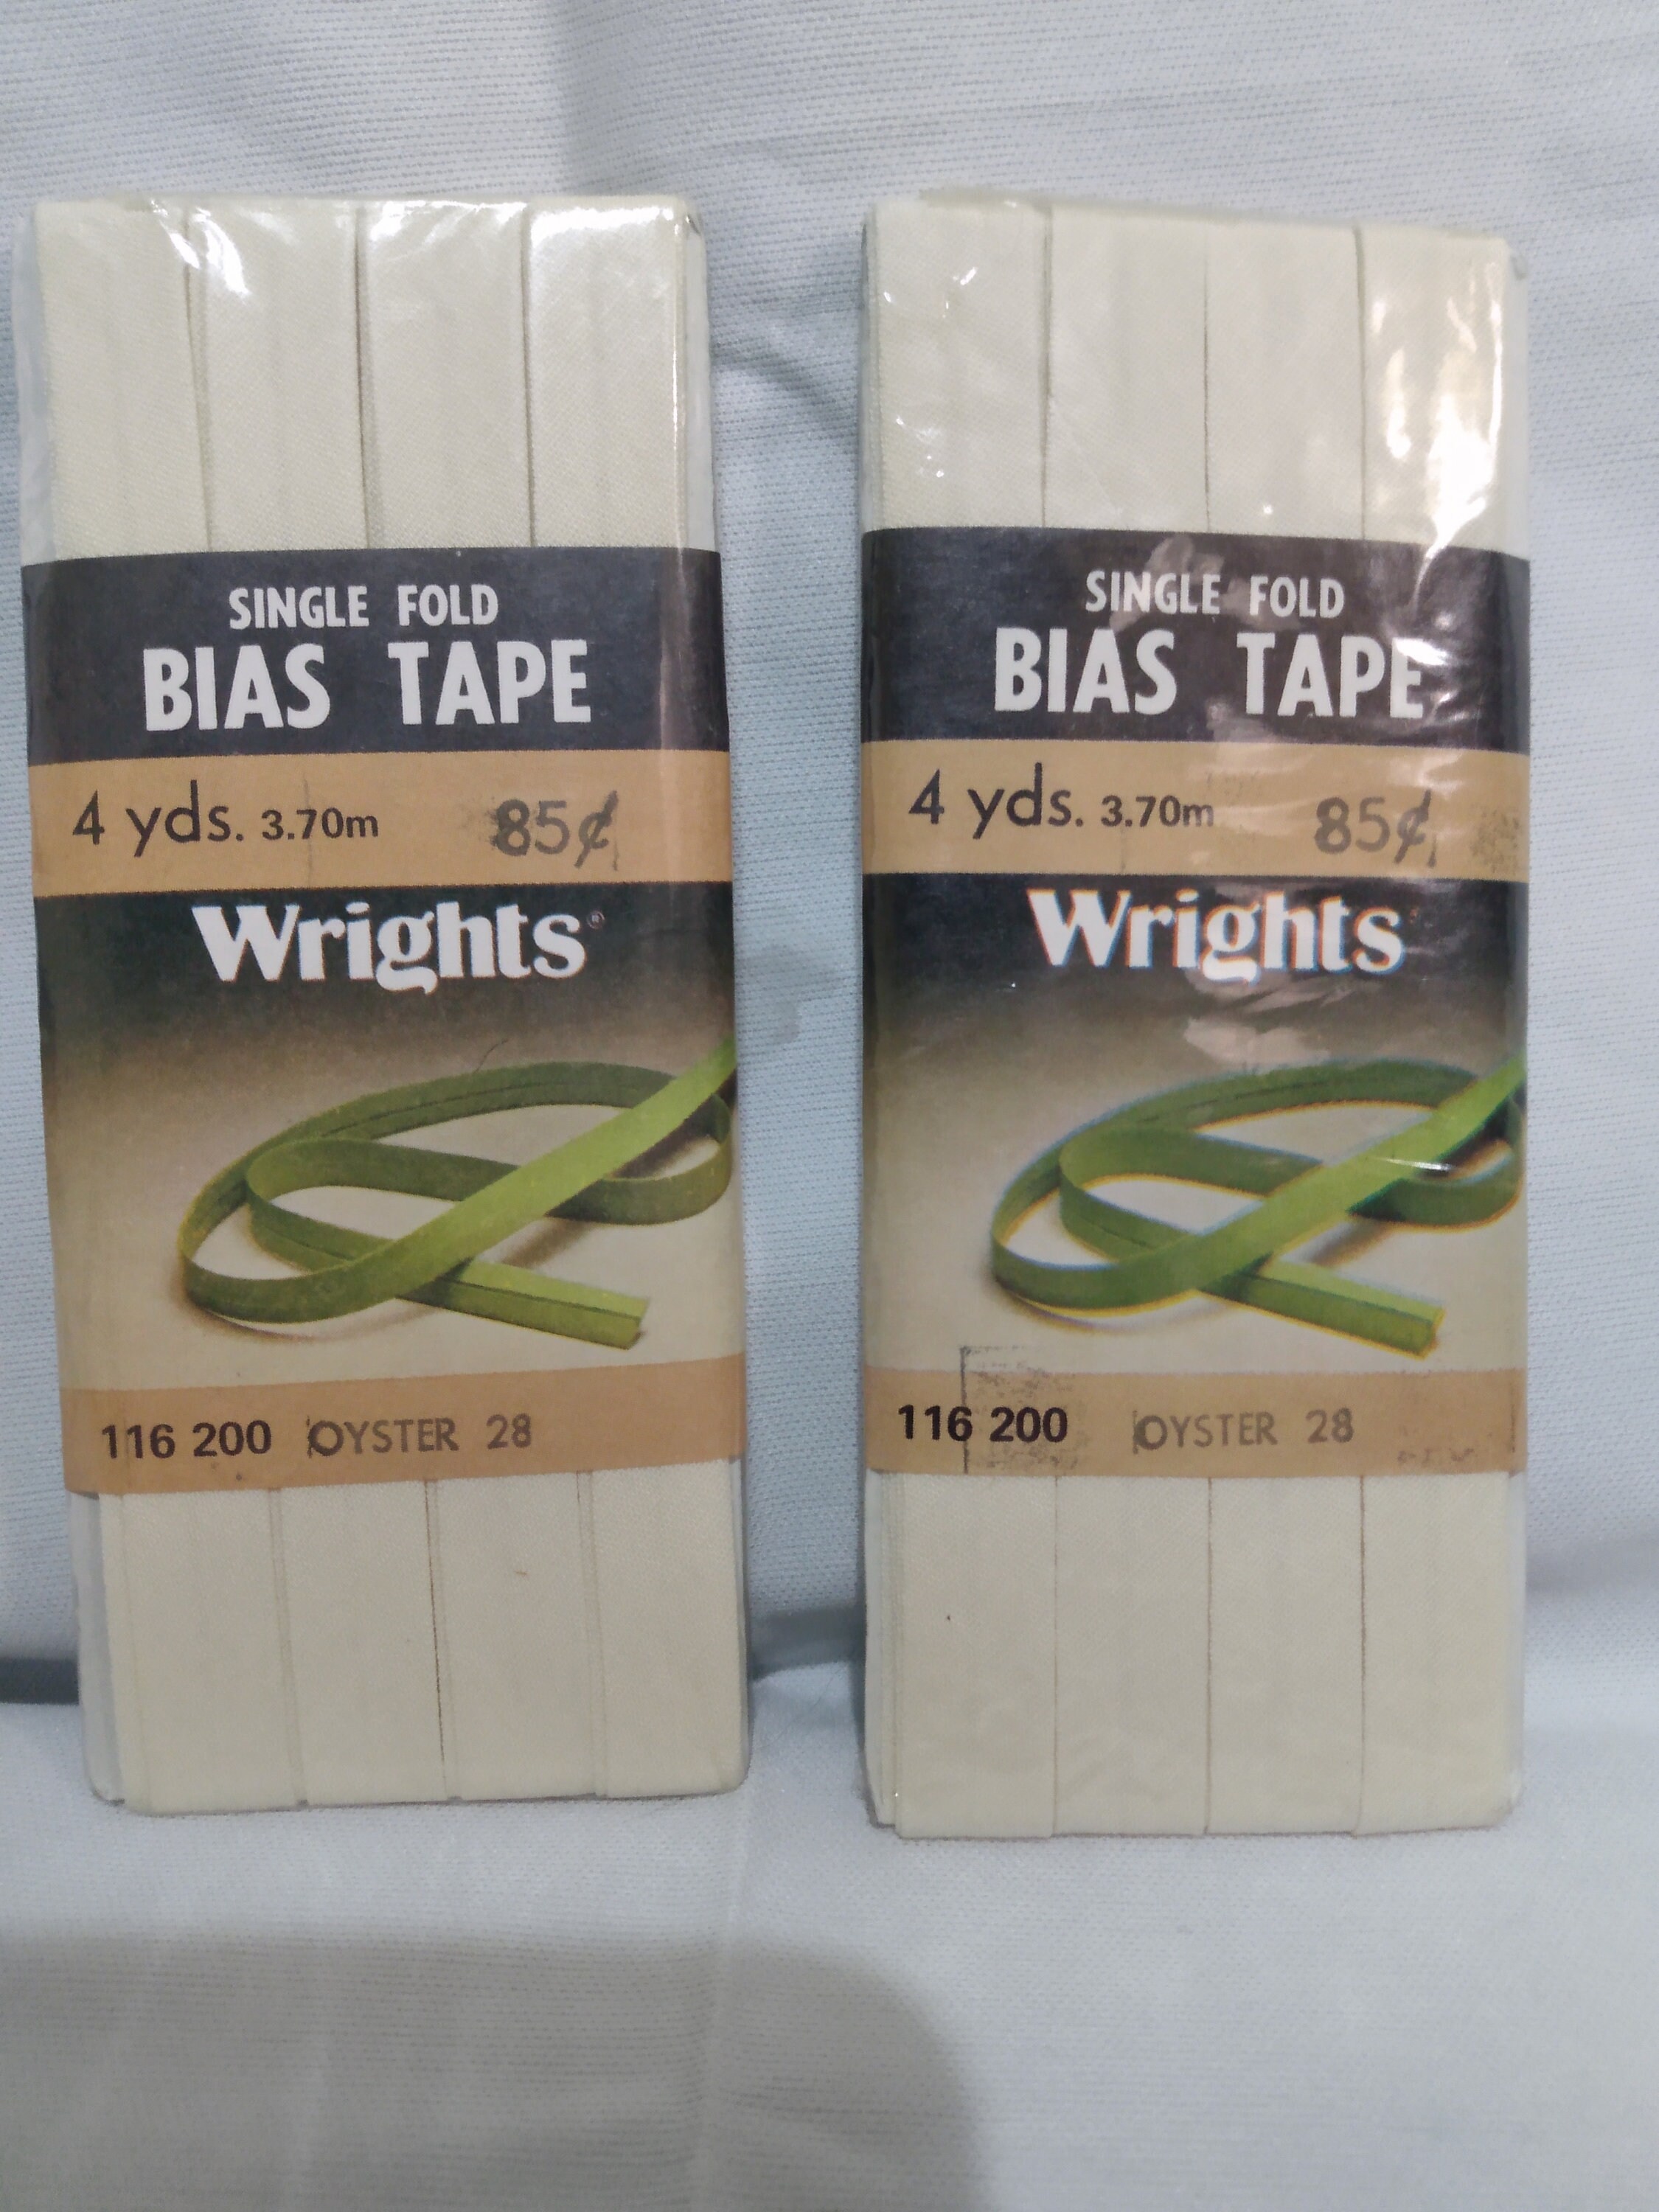 SINGLE FOLD
BIAS TAPE
4 yds. 3.70m 85¢
Wrights®
116 200 OYSTER 28
SINGLE FOLD
BIAS TAPE
4 yds. 3.70m 85¢
Wrights
116 200 OYSTER 28